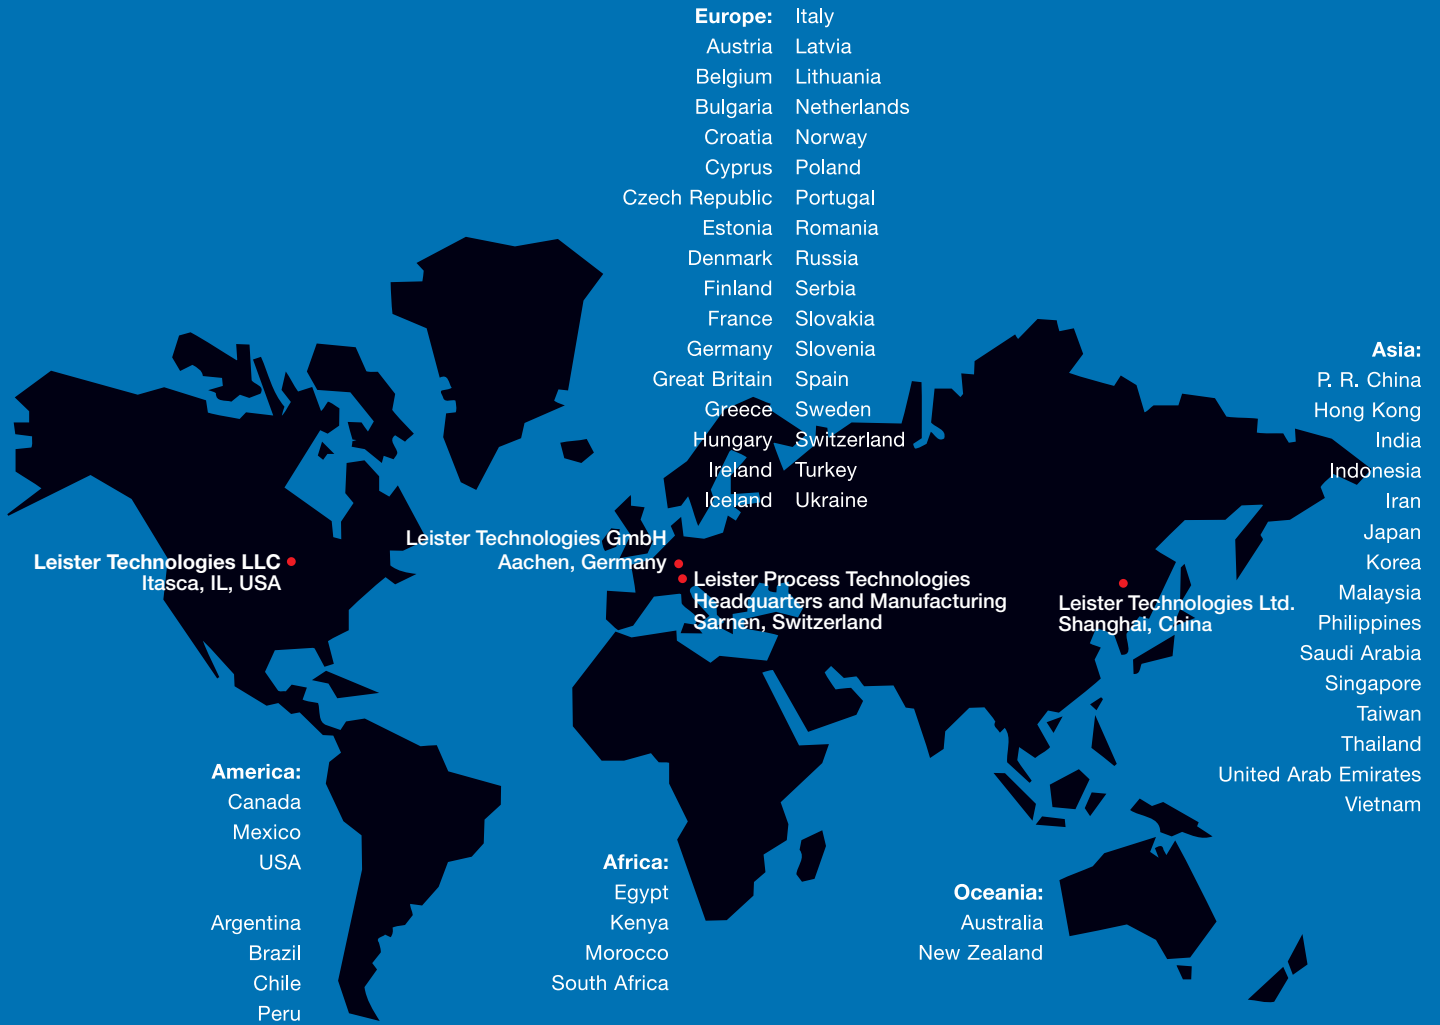 Europe:
Austria
Belgium
Bulgaria
Croatia
Cyprus
Czech Republic
Estonia
Denmark
Finland
France
Germany
Great Britain
Greece
Hungary
Ireland
Iceland
Italy
Latvia
Lithuania
Netherlands
Norway
Poland
Portugal
Romania
Russia
Serbia
Slovakia
Slovenia
Spain
Sweden
Switzerland
Turkey
Ukraine
Asia:
P. R. China
Hong Kong
India
Indonesia
Iran
Japan
Korea
Malaysia
Philippines
Saudi Arabia
Singapore
Taiwan
Thailand
United Arab Emirates
Vietnam
Leister Technologies LLC
Itasca, IL, USA
Leister Technologies GmbH
Aachen, Germany
Leister Process Technologies
Headquarters and Manufacturing
Sarnen, Switzerland
Leister Technologies Ltd.
Shanghai, China
America:
Canada
Mexico
USA
Argentina
Brazil
Chile
Peru
Africa:
Egypt
Kenya
Morocco
South Africa
Oceania:
Australia
New Zealand